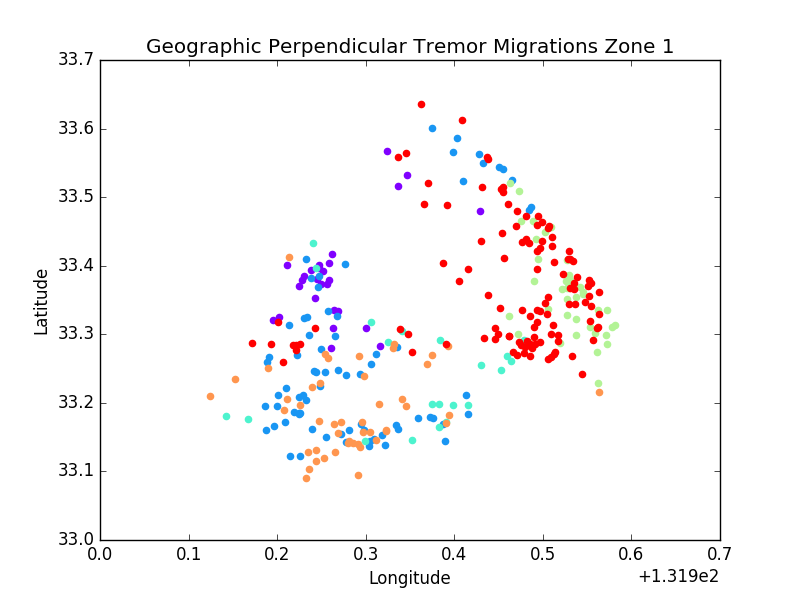 Geographic Perpendicular Tremor Migrations Zone 1
33.7
33.6
33.5
33.4
33.3
33.2
33.1
33.0
Latitude
0.0 0.1 0.2 0.3 0.4 0.5 0.6 0.7
Longitude
+1.319e2